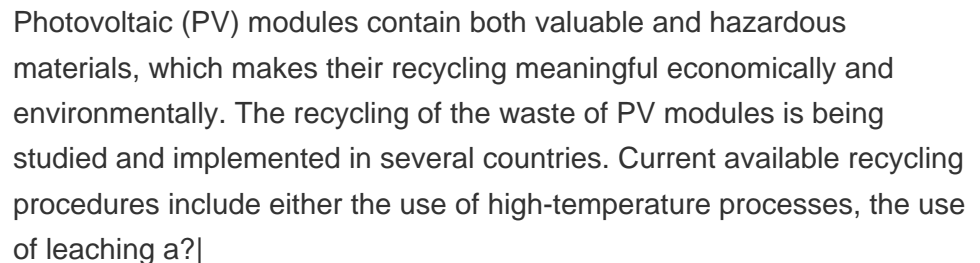 Photovoltaic (PV) modules contain both valuable and hazardous
materials, which makes their recycling meaningful economically and
environmentally. The recycling of the waste of PV modules is being
studied and implemented in several countries. Current available recycling
procedures include either the use of high-temperature processes, the use
of leaching a?|